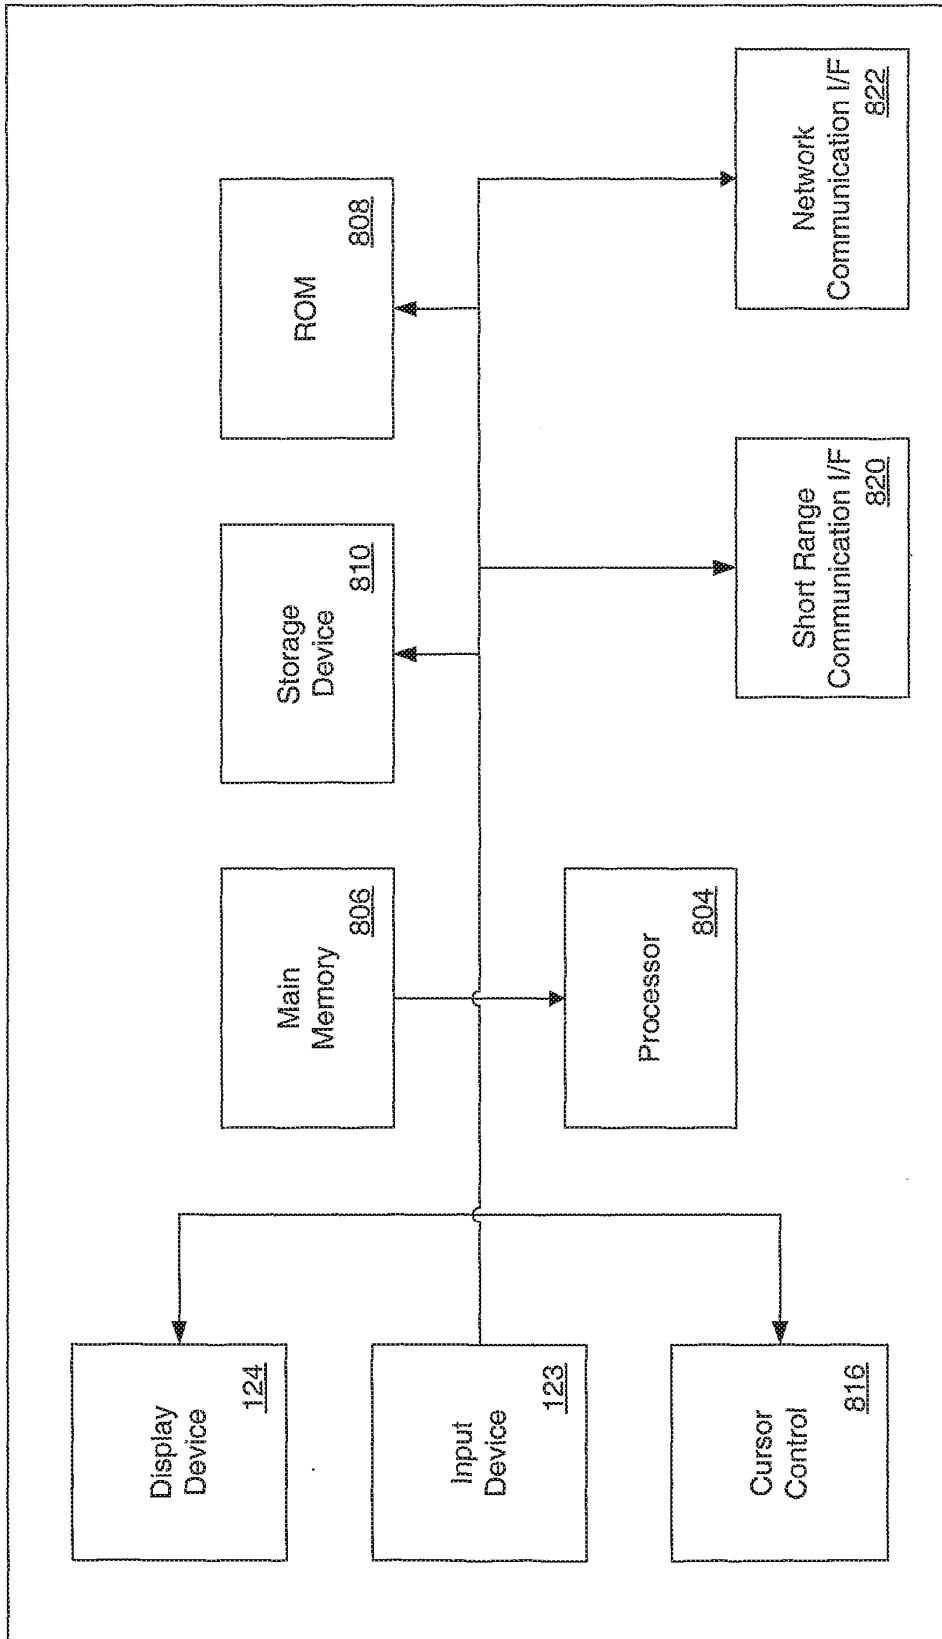 Display
Device
124
Input
Device
123
Cursor
Control
816
Main
Memory
806
Processor
804
Storage
Device
810
Short Range
Communication I/F
820
ROM
808
Network
Communication I/F
822